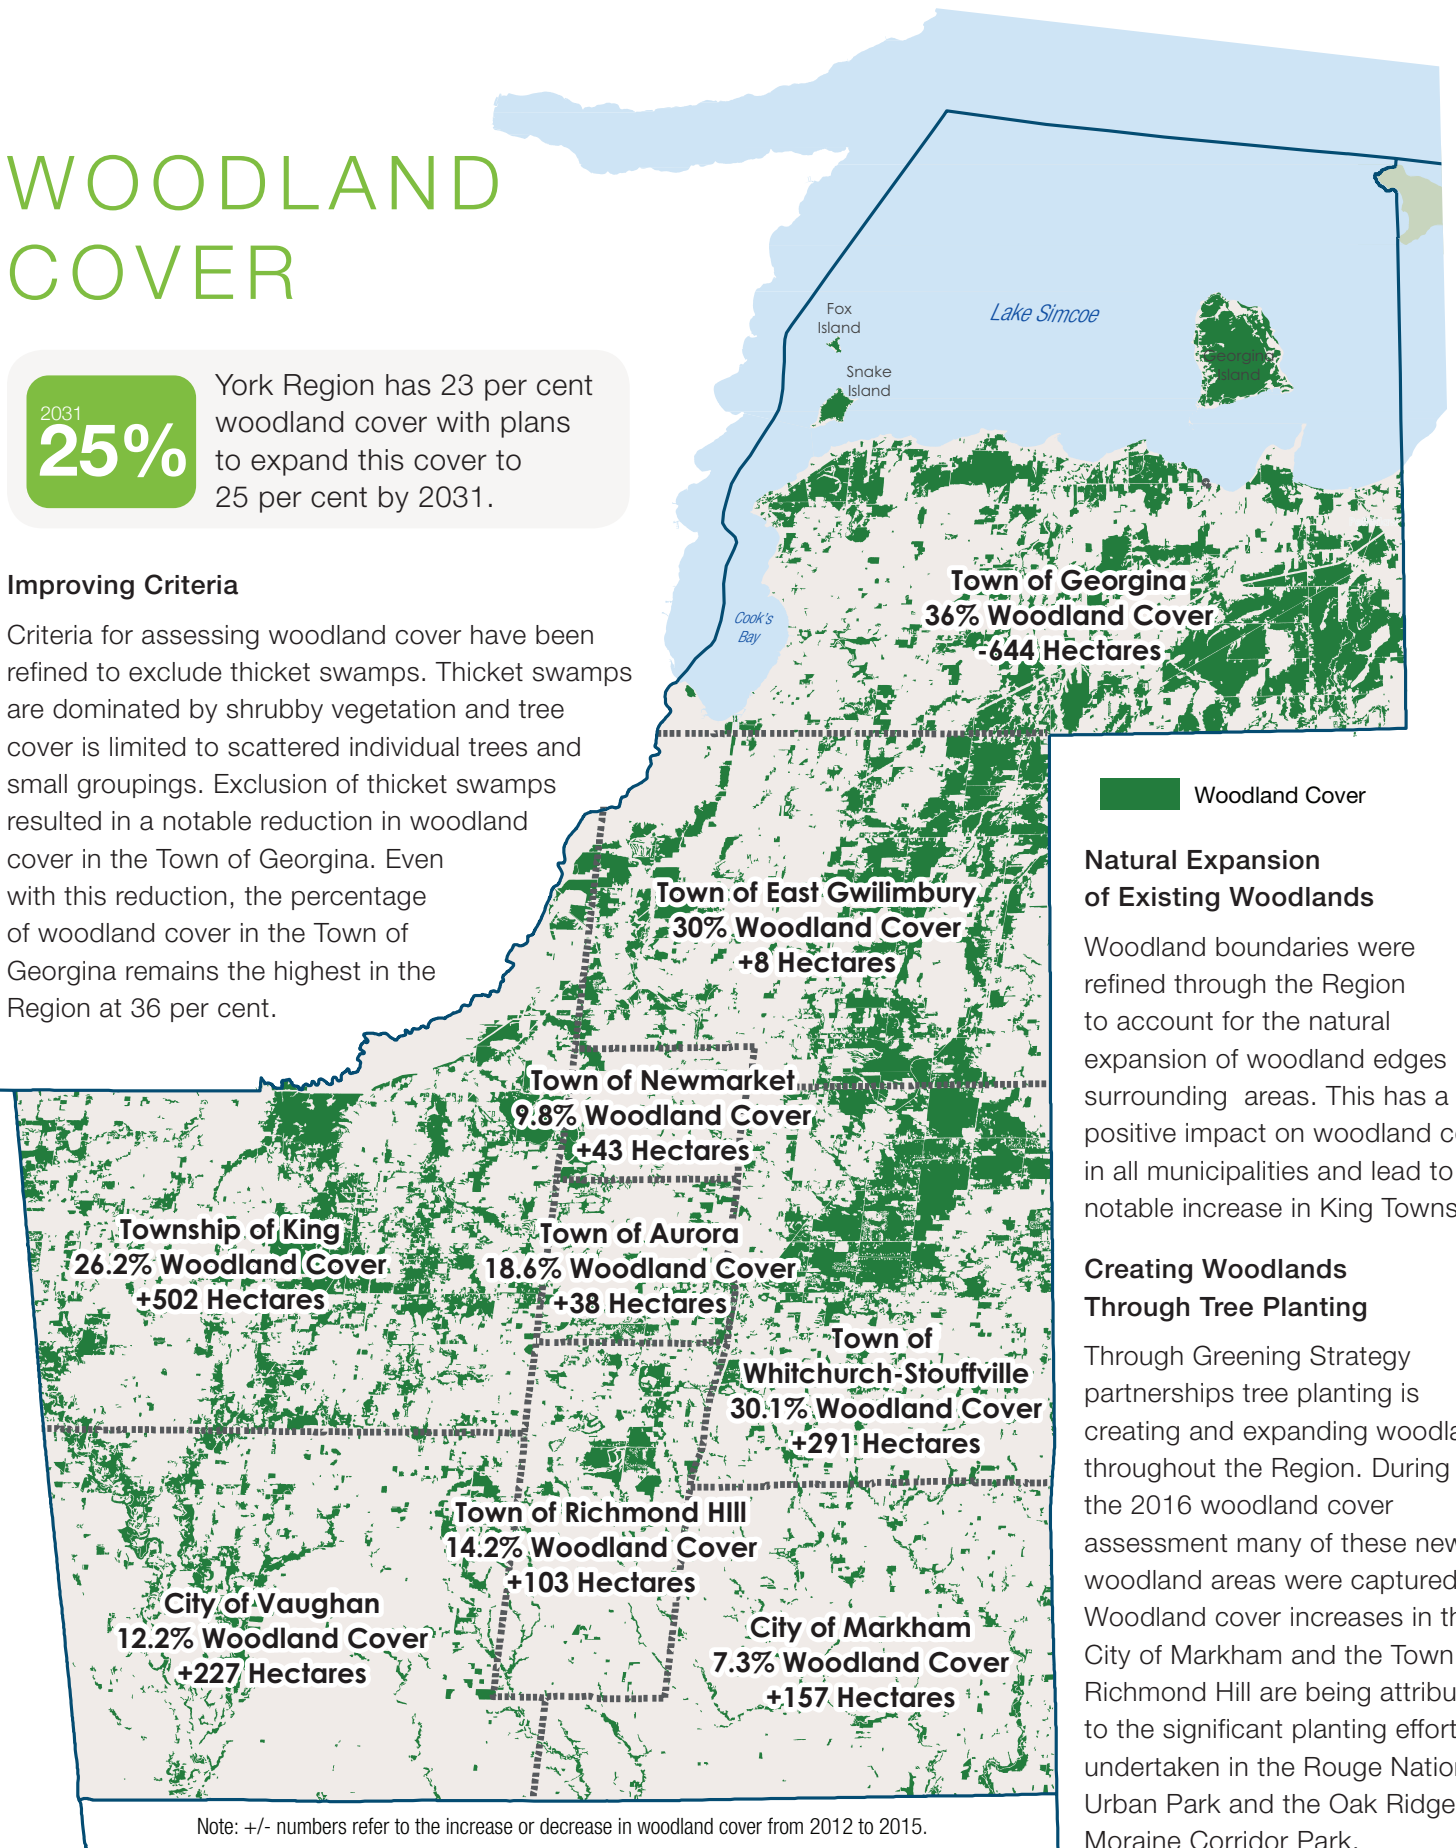 WOODLAND
COVER
2031
25%
York Region has 23 per cent
woodland cover with plans
to expand this cover to
25 per cent by 2031.
Improving Criteria
Criteria for assessing woodland cover have been
refined to exclude thicket swamps. Thicket swamps
are dominated by shrubby vegetation and tree
cover is limited to scattered individual trees and
small groupings. Exclusion of thicket swamps
resulted in a notable reduction in woodland
cover in the Town of Georgina. Even
with this reduction, the percentage
of woodland cover in the Town of
Georgina remains the highest in the
Region at 36 per cent.
Fox
Island
Snake
Island
Lake Simcoe
Georgina
Island
Cook's
Bay
Town of Georgina
36% Woodland Cover
-644 Hectares
Town of East Gwilimbury
30% Woodland Cover
+8 Hectares
Town of Newmarket
9.8% Woodland Cover
+43 Hectares
Township of King
26.2% Woodland Cover
+502 Hectares
Town of Aurora
18.6% Woodland Cover
+38 Hectares
Town of
Whitchurch-Stouffville
30.1% Woodland Cover
+291 Hectares
Town of Richmond HIll
14.2% Woodland Cover
+103 Hectares
City of Vaughan
12.2% Woodland Cover
+227 Hectares
City of Markham
7.3% Woodland Cover
+157 Hectares
Note: +/- numbers refer to the increase or decrease in woodland cover from 2012 to 2015.
Woodland Cover
Natural Expansion
of Existing Woodlands
Woodland boundaries were
refined through the Region
to account for the natural
expansion of woodland edges
surrounding areas. This has a
positive impact on woodland
in all municipalities and lead to
notable increase in King
Creating Woodlands
Through Tree Planting
Through Greening Strategy
partnerships tree planting is
creating and expanding
throughout the Region. During
the 2016 woodland cover
assessment many of these new
woodland areas were captured
Woodland cover increases in
City of Markham and the Town
Richmond Hill are being
to the significant planting
undertaken in the Rouge
Urban Park and the Oak
Moraine Corridor Park.